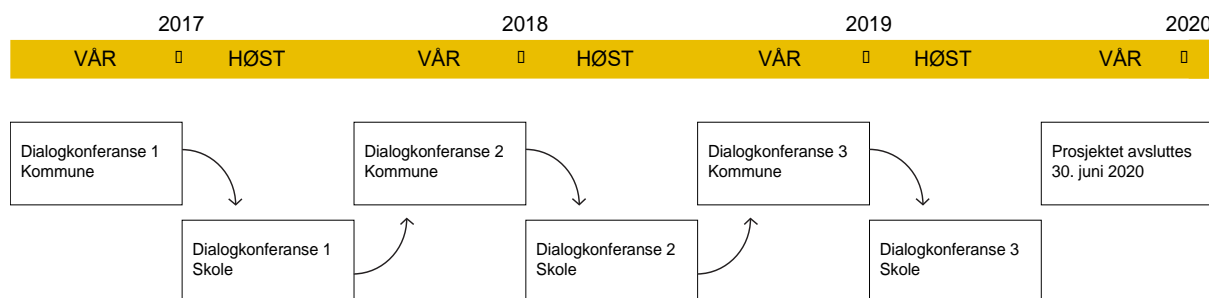 2017 2018 2019 2020
VÅR HØST VÅR HØST VÅR HØST VÅR
Dialogkonferanse 1
Kommune
Dialogkonferanse 2
Kommune
Dialogkonferanse 3
Kommune
Prosjektet avsluttes
30. juni 2020
Dialogkonferanse 1
Skole
Dialogkonferanse 2
Skole
Dialogkonferanse 3
Skole